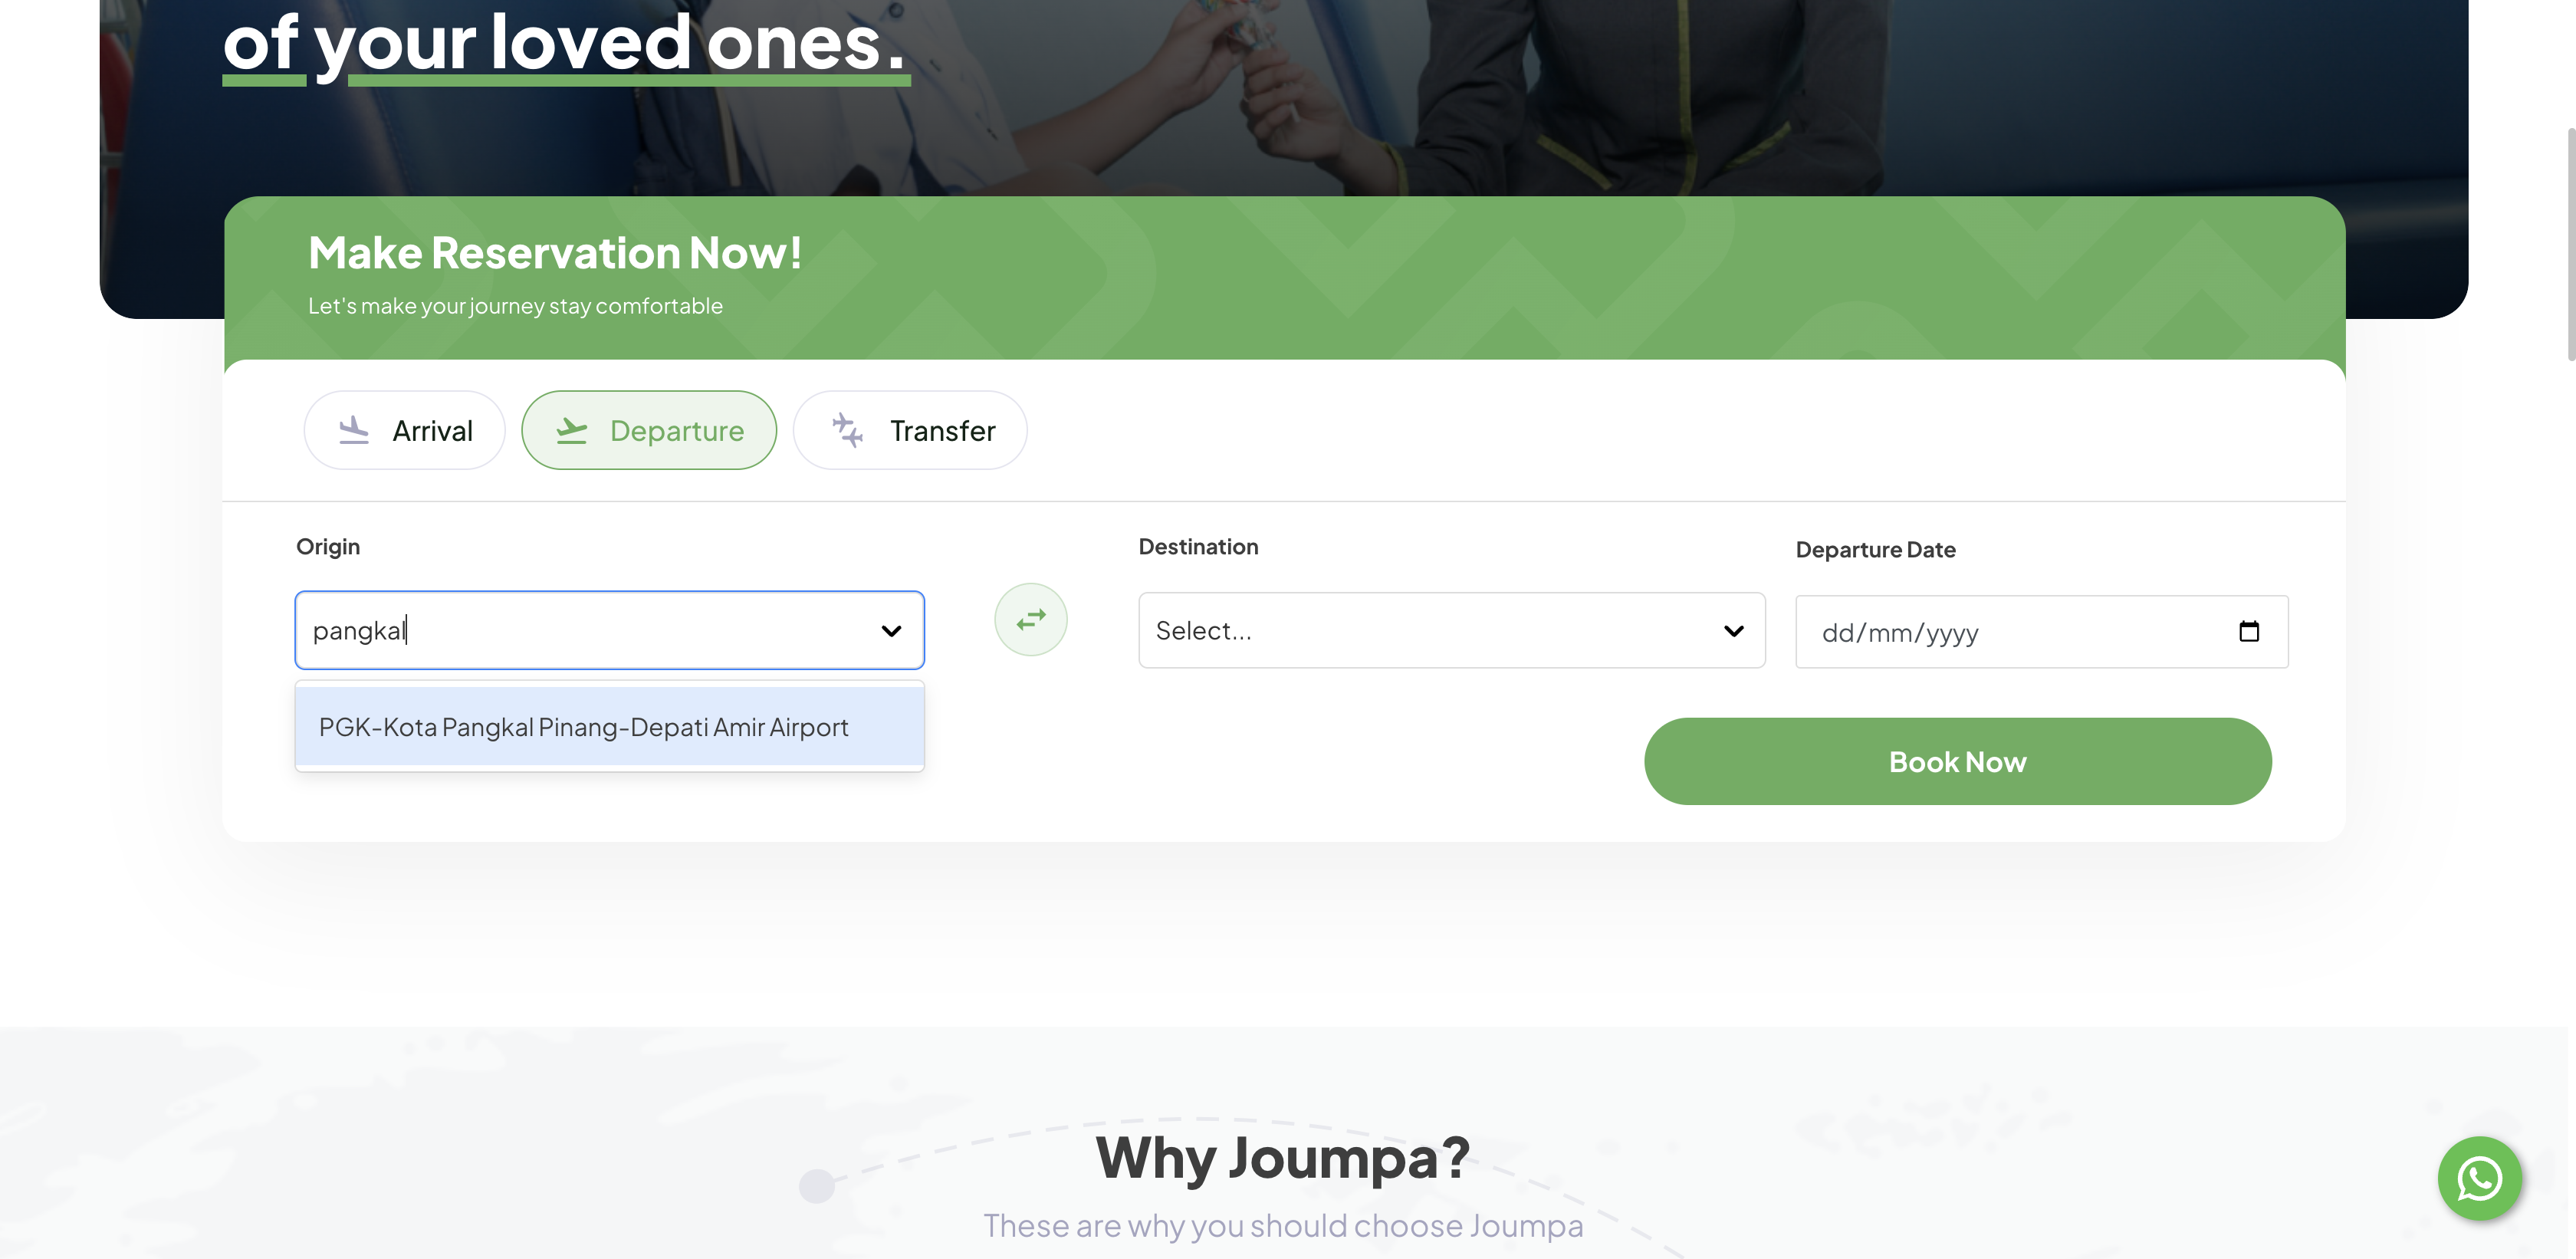 of your loved ones.
Make Reservation Now!
Let's make your journey stay comfortable
Arrival
Departure
Transfer
Origin
Destination
Departure Date
pangkal
Select...
dd/mm/yyyy
PGK-Kota Pangkal Pinang-Depati Amir Airport
Book Now
Why Joumpa?
These are why you should choose Joumpa